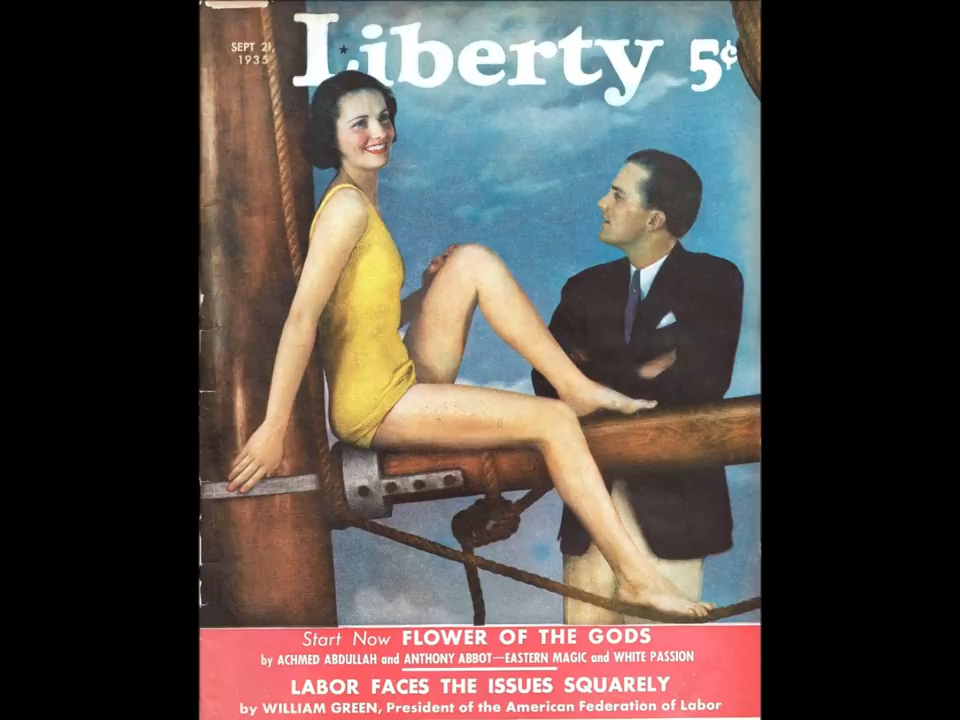 Liberty 5¢
SEPT 21,
1935
Start Now FLOWER OF THE GODS
by ACHMED ABDULLAH and ANTHONY ABBOT—EASTERN MAGIC and WHITE PASSION
LABOR FACES THE ISSUES SQUARELY
by WILLIAM GREEN, President of the American Federation of Labor